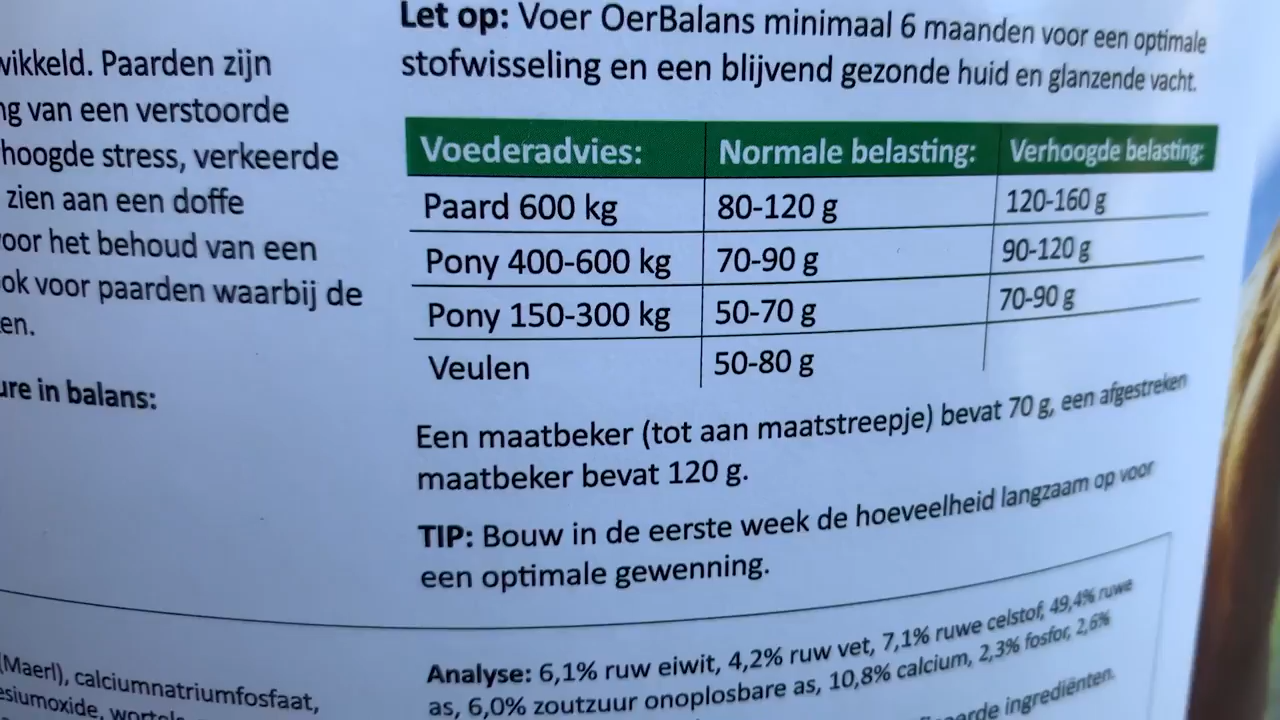 Let op: Voer OerBalans minimaal 6 maanden voor een optimale
stofwisseling en een blijvend gezonde huid en glanzende vacht.
wikkeld. Paarden zijn
ng van een verstoorde
hoogde stress, verkeerde
zien aan een doffe
oor het behoud van een
ok voor paarden waarbij de
en.
ure in balans:
Voederadvies: Normale belasting: Verhoogde belasting:
Paard 600 kg 80-120 g 120-160 g
Pony 400-600 kg 70-90 g 90-120 g
Pony 150-300 kg 50-70 g 70-90 g
Veulen 50-80 g
Een maatbeker (tot aan maatstreepje) bevat 70 g, een afgestreken
maatbeker bevat 120 g.
TIP: Bouw in de eerste week de hoeveelheid langzaam op voor
een optimale gewenning.
(Maerl), calciumnatriumfosfaat,
esiumoxide,
Analyse: 6,1% ruw eiwit, 4,2% ruw vet, 7,1% ruwe celstof, 49,4% ruwe
as, 6,0% zoutzuur onoplosbare as, 10,8% calcium, 2,3% fosfor, 2,6%
eerde ingrediënten.